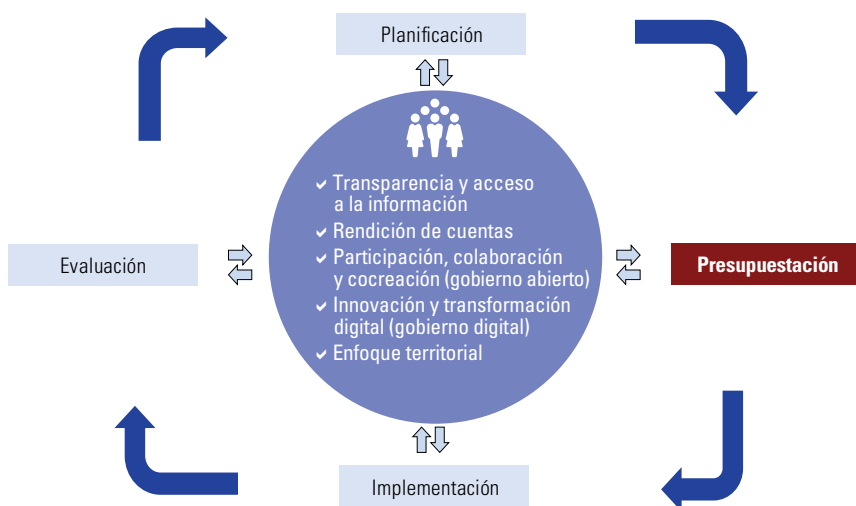 Planificación
Transparencia y acceso
a la información
Rendición de cuentas
Participación, colaboración
y cocreación (gobierno abierto)
Innovación y transformación
digital (gobierno digital)
Enfoque territorial
Evaluación
Presupuestación
Implementación